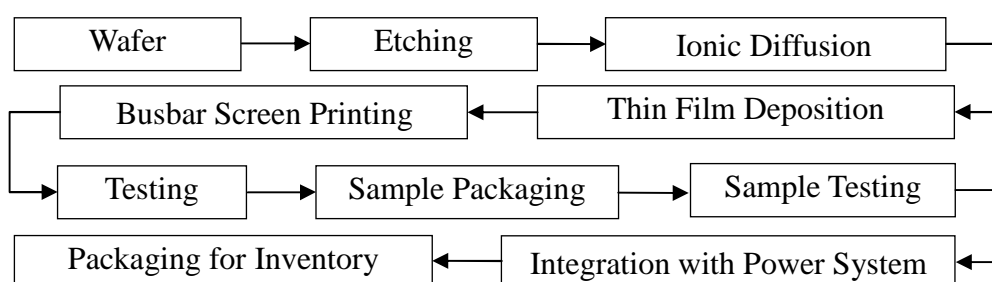 Wafer
Etching
Ionic Diffusion
Thin Film Deposition
Busbar Screen Printing
Testing
Sample Packaging
Sample Testing
Integration with Power System
Packaging for Inventory